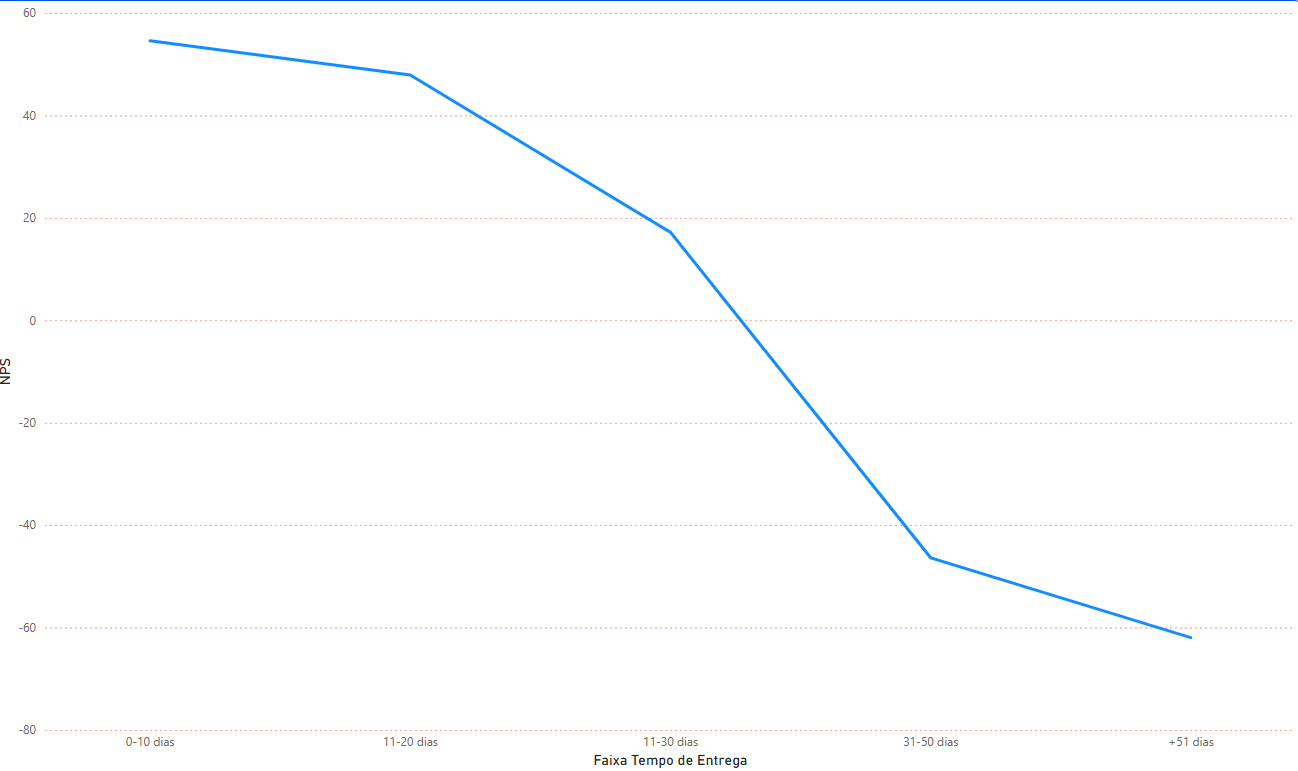 60
40
20
0
-20
-40
-60
-80
NPS
0-10 dias
11-20 dias
11-30 dias
31-50 dias
+51 dias
Faixa Tempo de Entrega